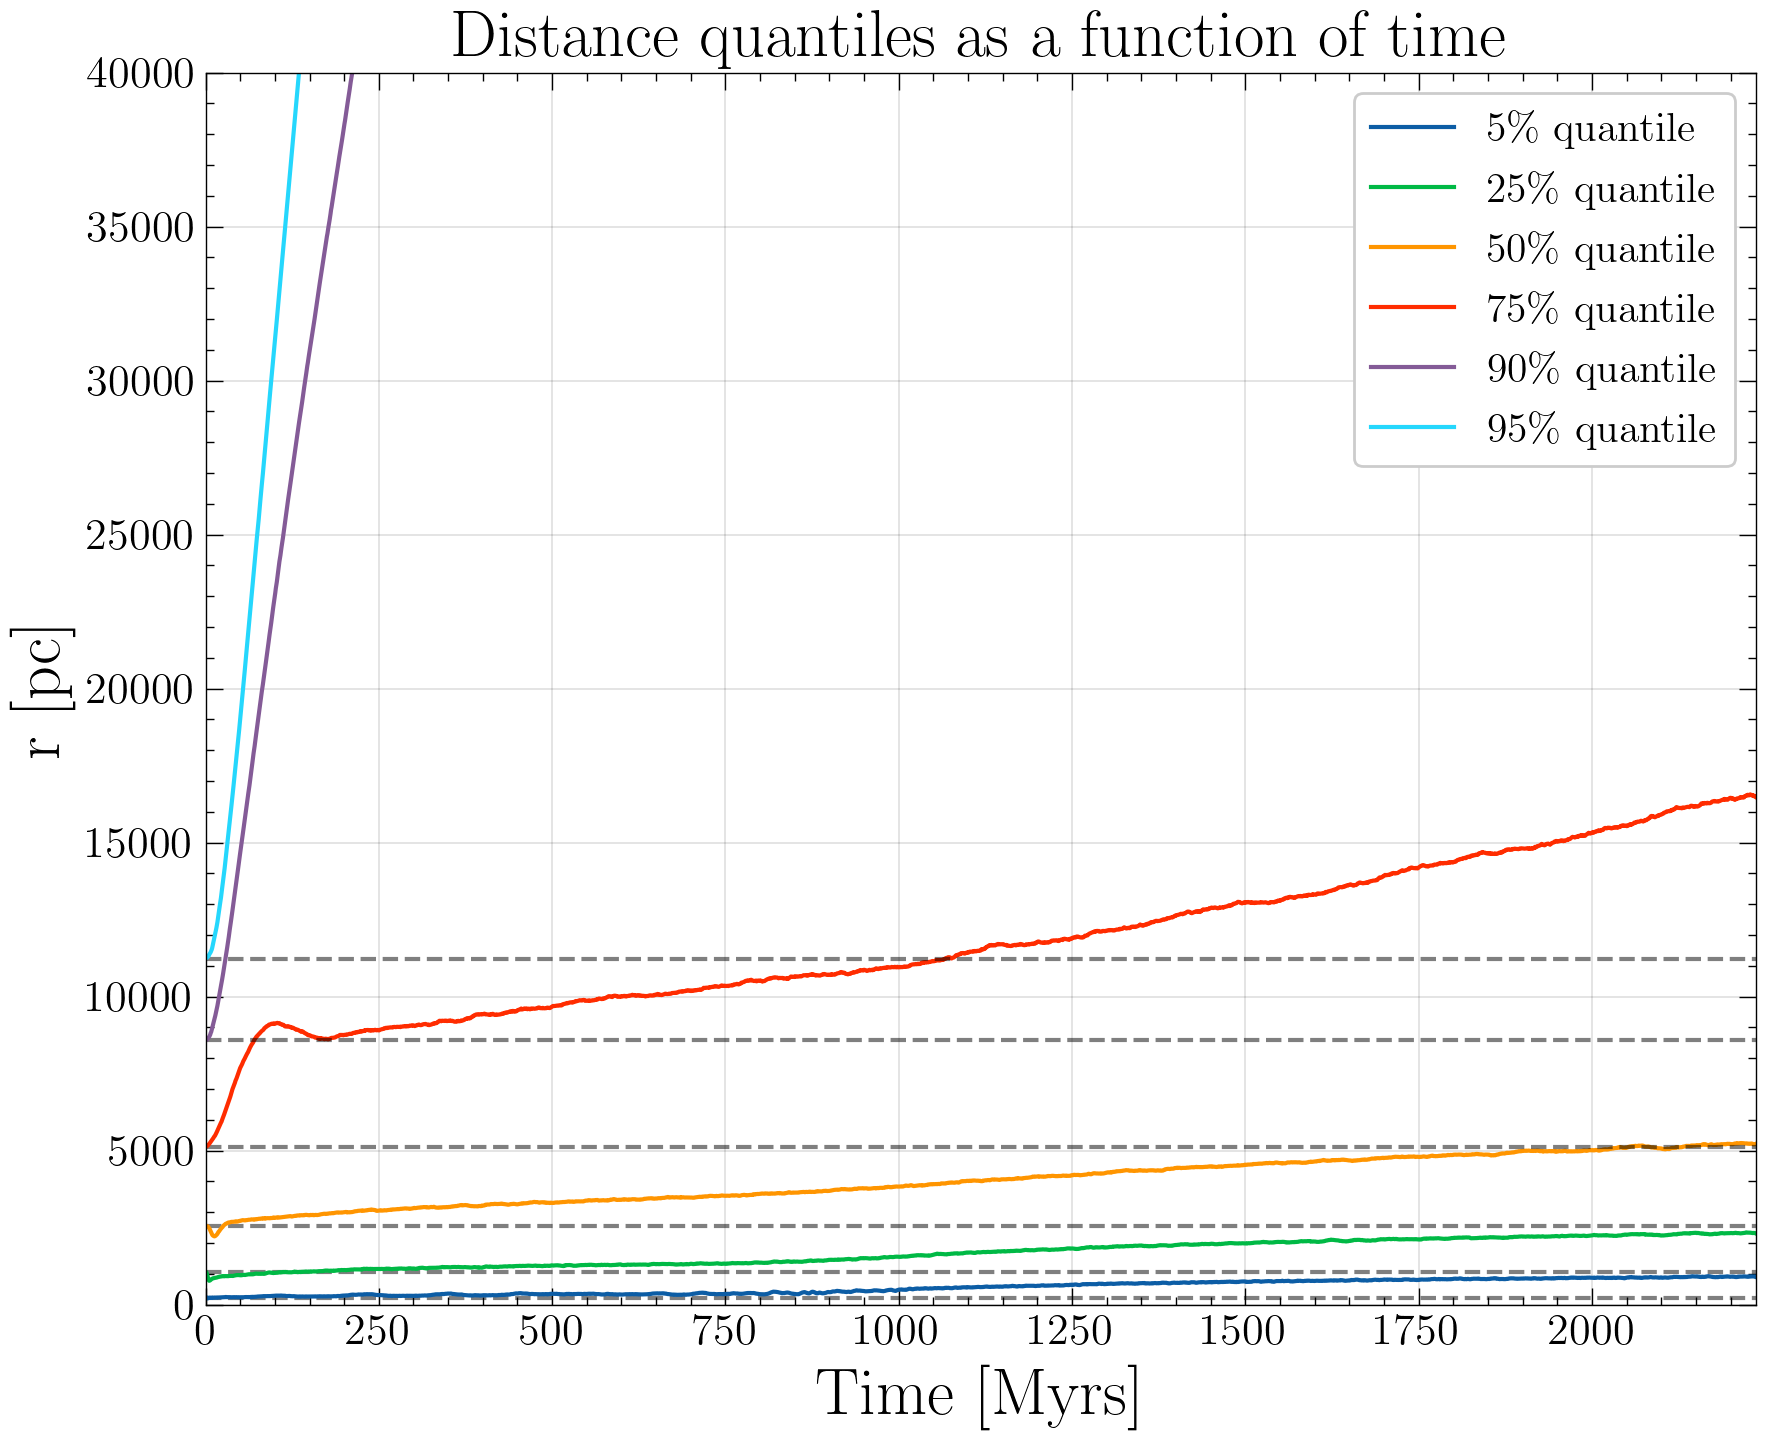 Distance quantiles as a function of time
40000
35000
30000
25000
20000
15000
10000
5000
0
r [pc]
5% quantile
25% quantile
50% quantile
75% quantile
90% quantile
95% quantile
0 250 500 750 1000 1250 1500 1750 2000
Time [Myrs]